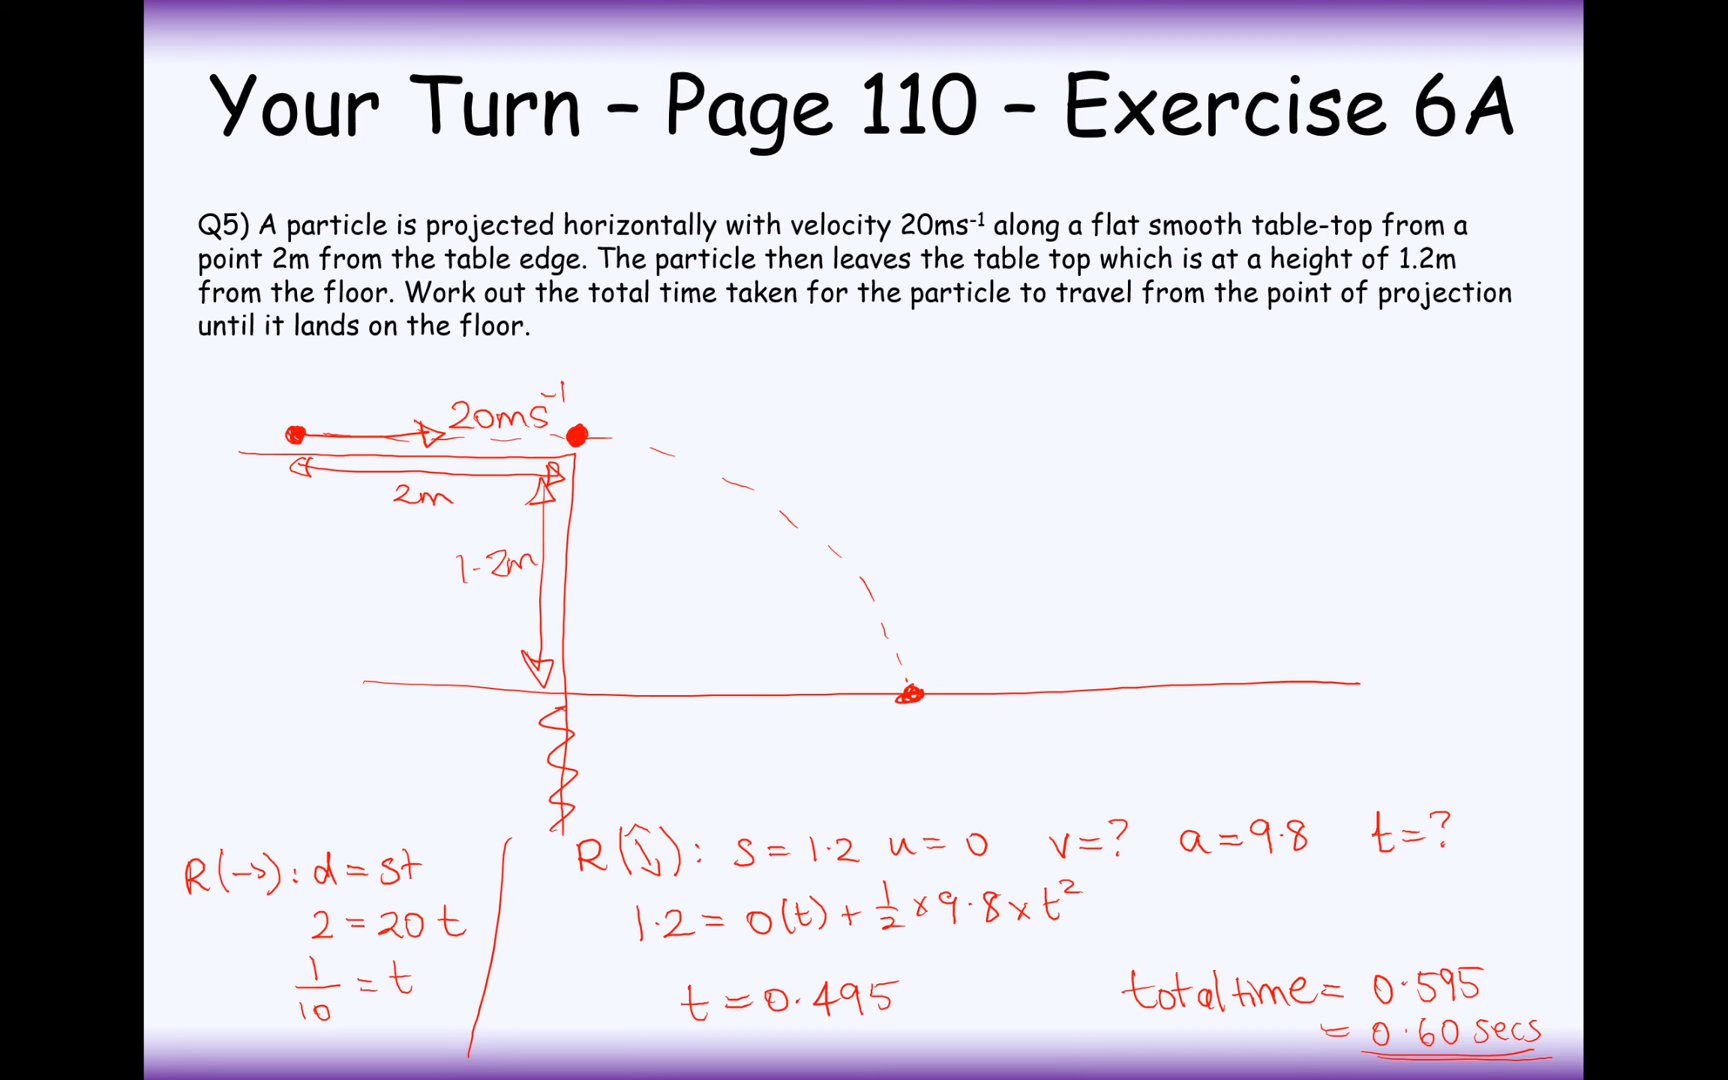 Your Turn – Page 110 – Exercise 6A
Q5) A particle is projected horizontally with velocity 20ms⁻¹ along a flat smooth table-top from a
point 2m from the table edge. The particle then leaves the table top which is at a height of 1.2m
from the floor. Work out the total time taken for the particle to travel from the point of projection
until it lands on the floor.
20ms⁻¹
2m
1.2m
R(→): d = st
2 = 20t
1/10 = t
R(↓): s = 1.2 u = 0 v = ? a = 9.8 t = ?
1.2 = 0(t) + 1/2 × 9.8 × t²
t = 0.495
total time = 0.595
= 0.60 secs